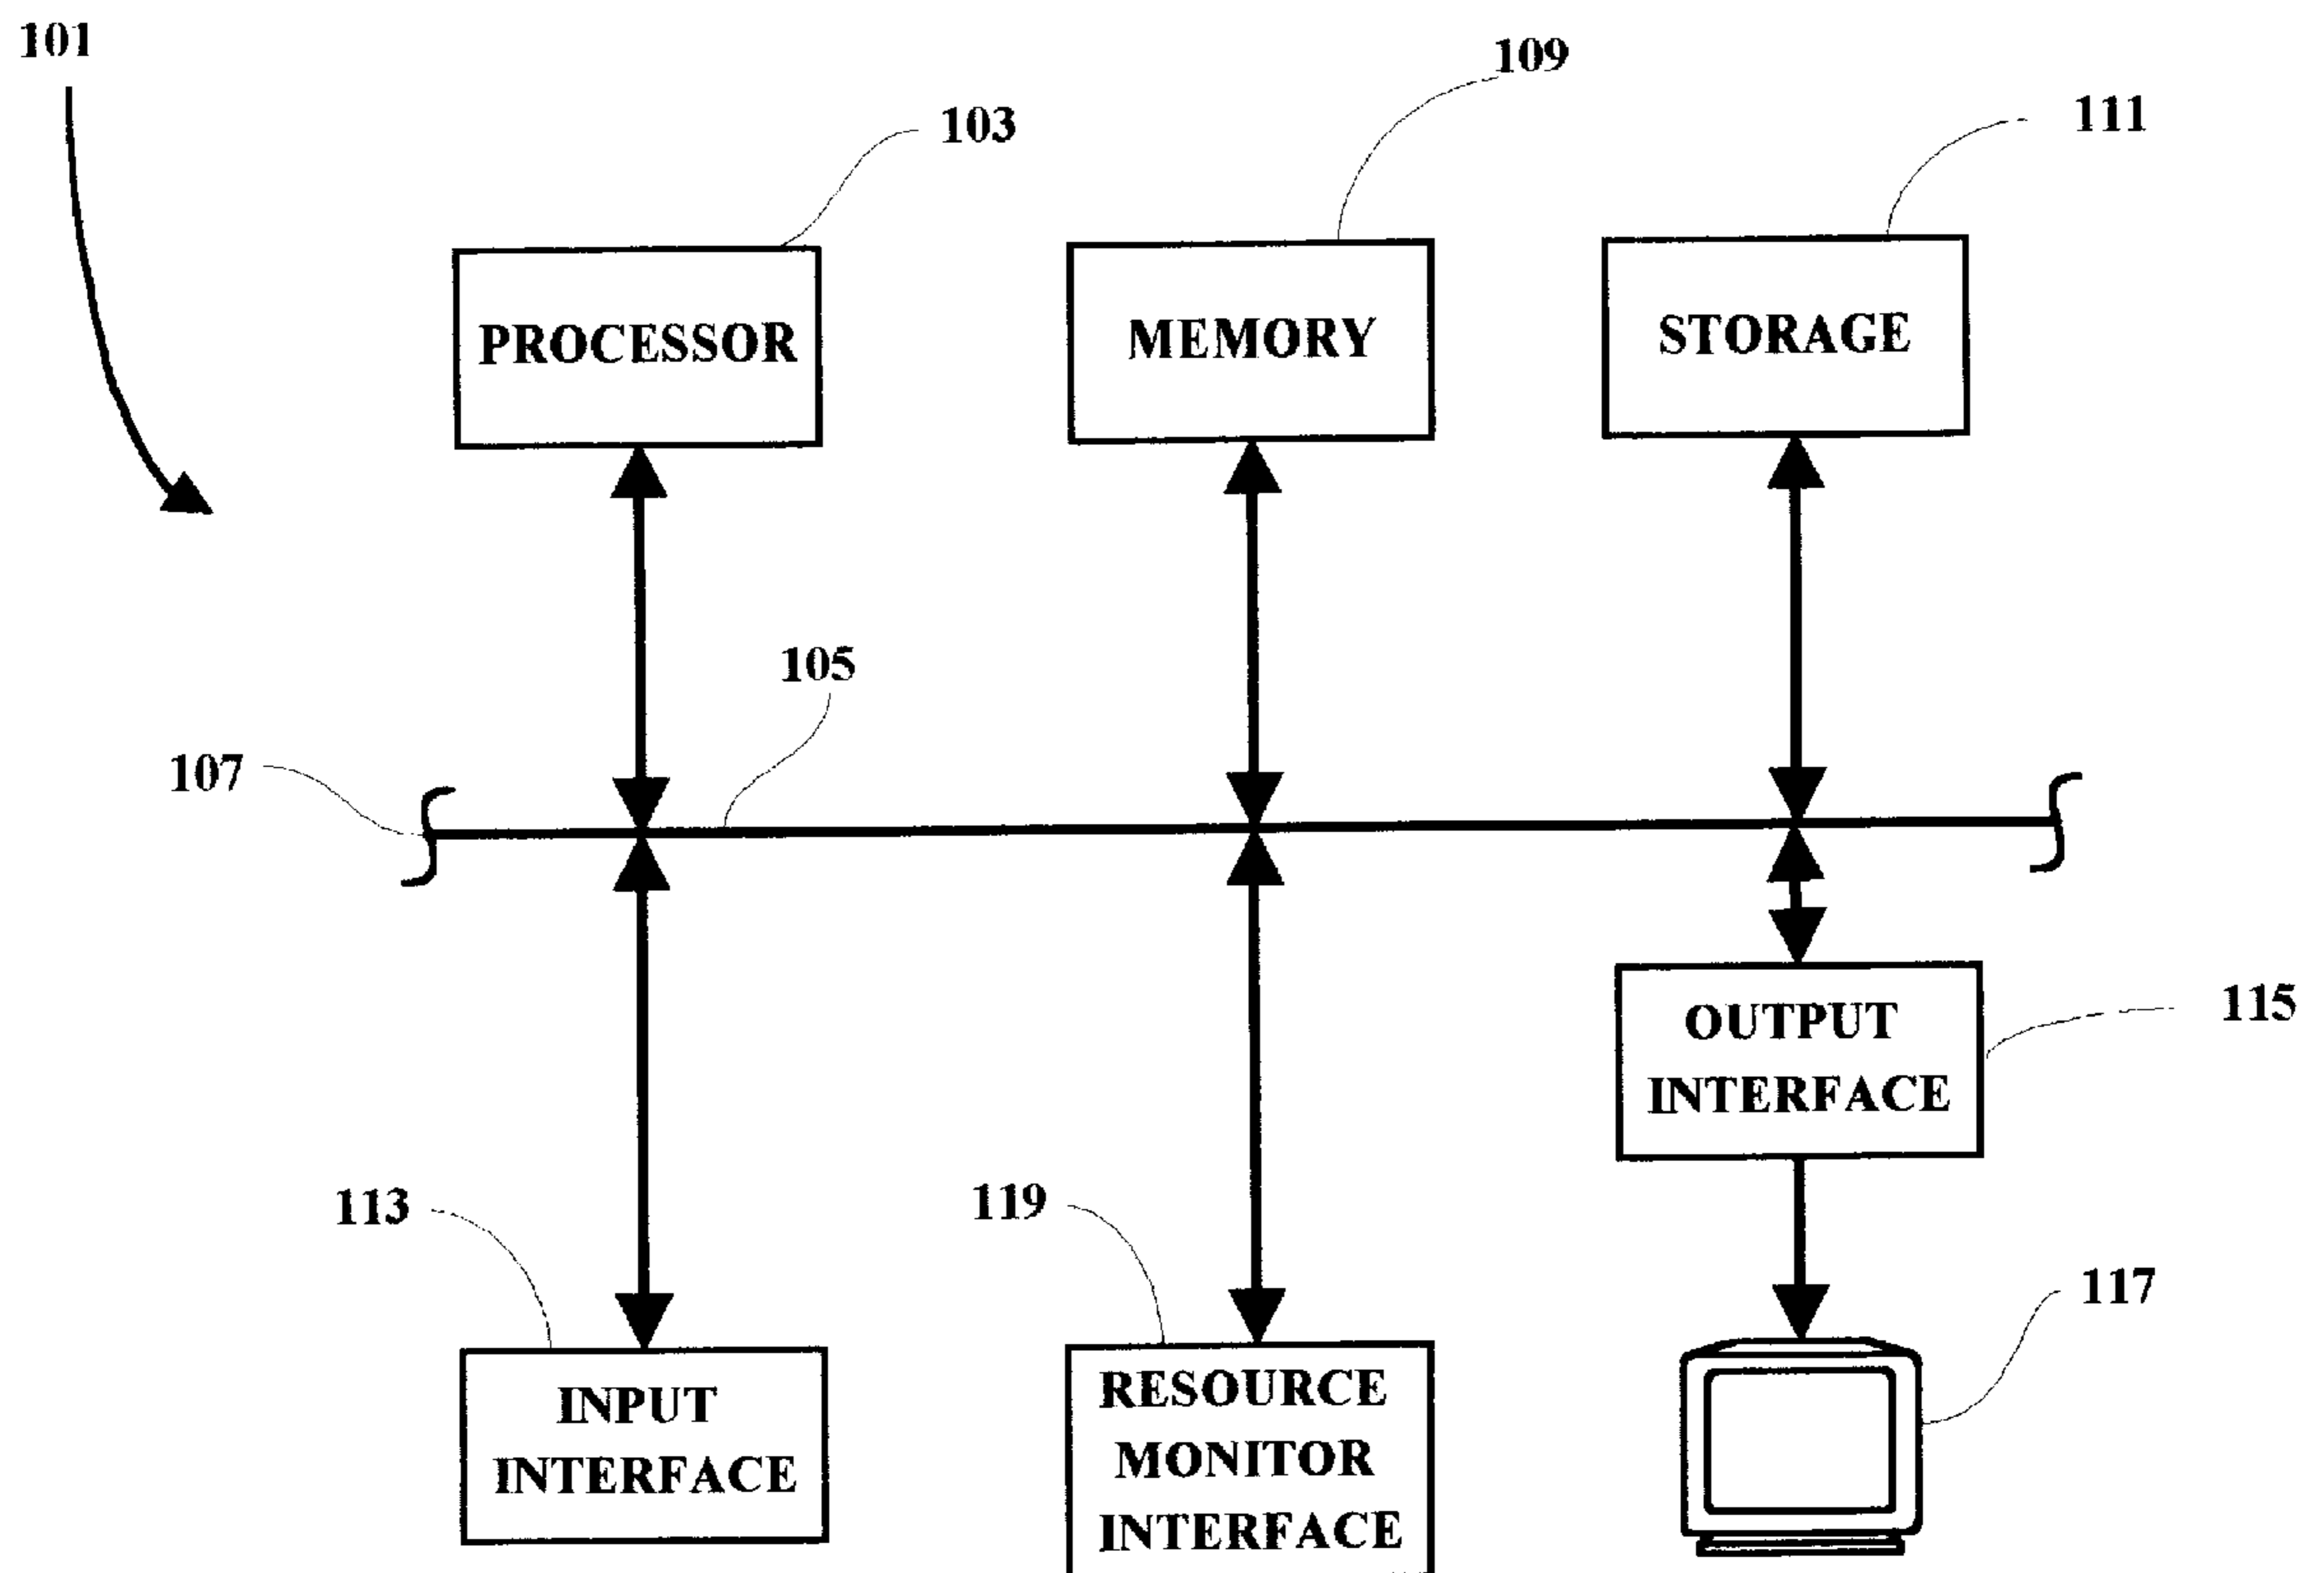 101
109
111
103
PROCESSOR
MEMORY
STORAGE
105
107
OUTPUT
INTERFACE
115
113
119
117
INPUT
INTERFACE
RESOURCE
MONITOR
INTERFACE